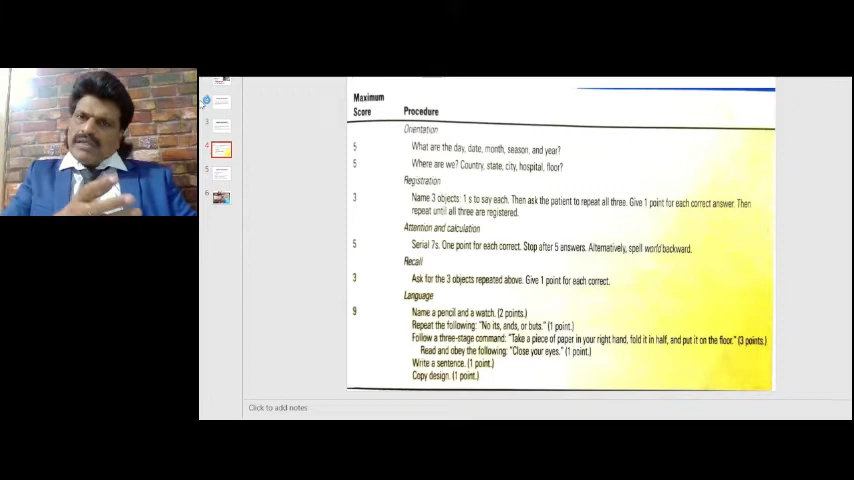 Maximum
Score Procedure
Orientation
5 What are the day, date, month, season, and year?
5 Where are we? Country, state, city, hospital, floor?
Registration
3 Name 3 objects: 1 s to say each. Then ask the patient to repeat all three. Give 1 point for each correct answer. Then
repeat until all three are registered.
Attention and calculation
5 Serial 7s. One point for each correct. Stop after 5 answers. Alternatively, spell world backward.
Recall
3 Ask for the 3 objects repeated above. Give 1 point for each correct.
Language
9 Name a pencil and a watch. (2 points.)
Repeat the following: "No its, ands, or buts." (1 point.)
Follow a three-stage command: "Take a piece of paper in your right hand, fold it in half, and put it on the floor." (3 points.)
Read and obey the following: "Close your eyes." (1 point.)
Write a sentence. (1 point.)
Copy design. (1 point.)
3
4
5
6
Click to add notes